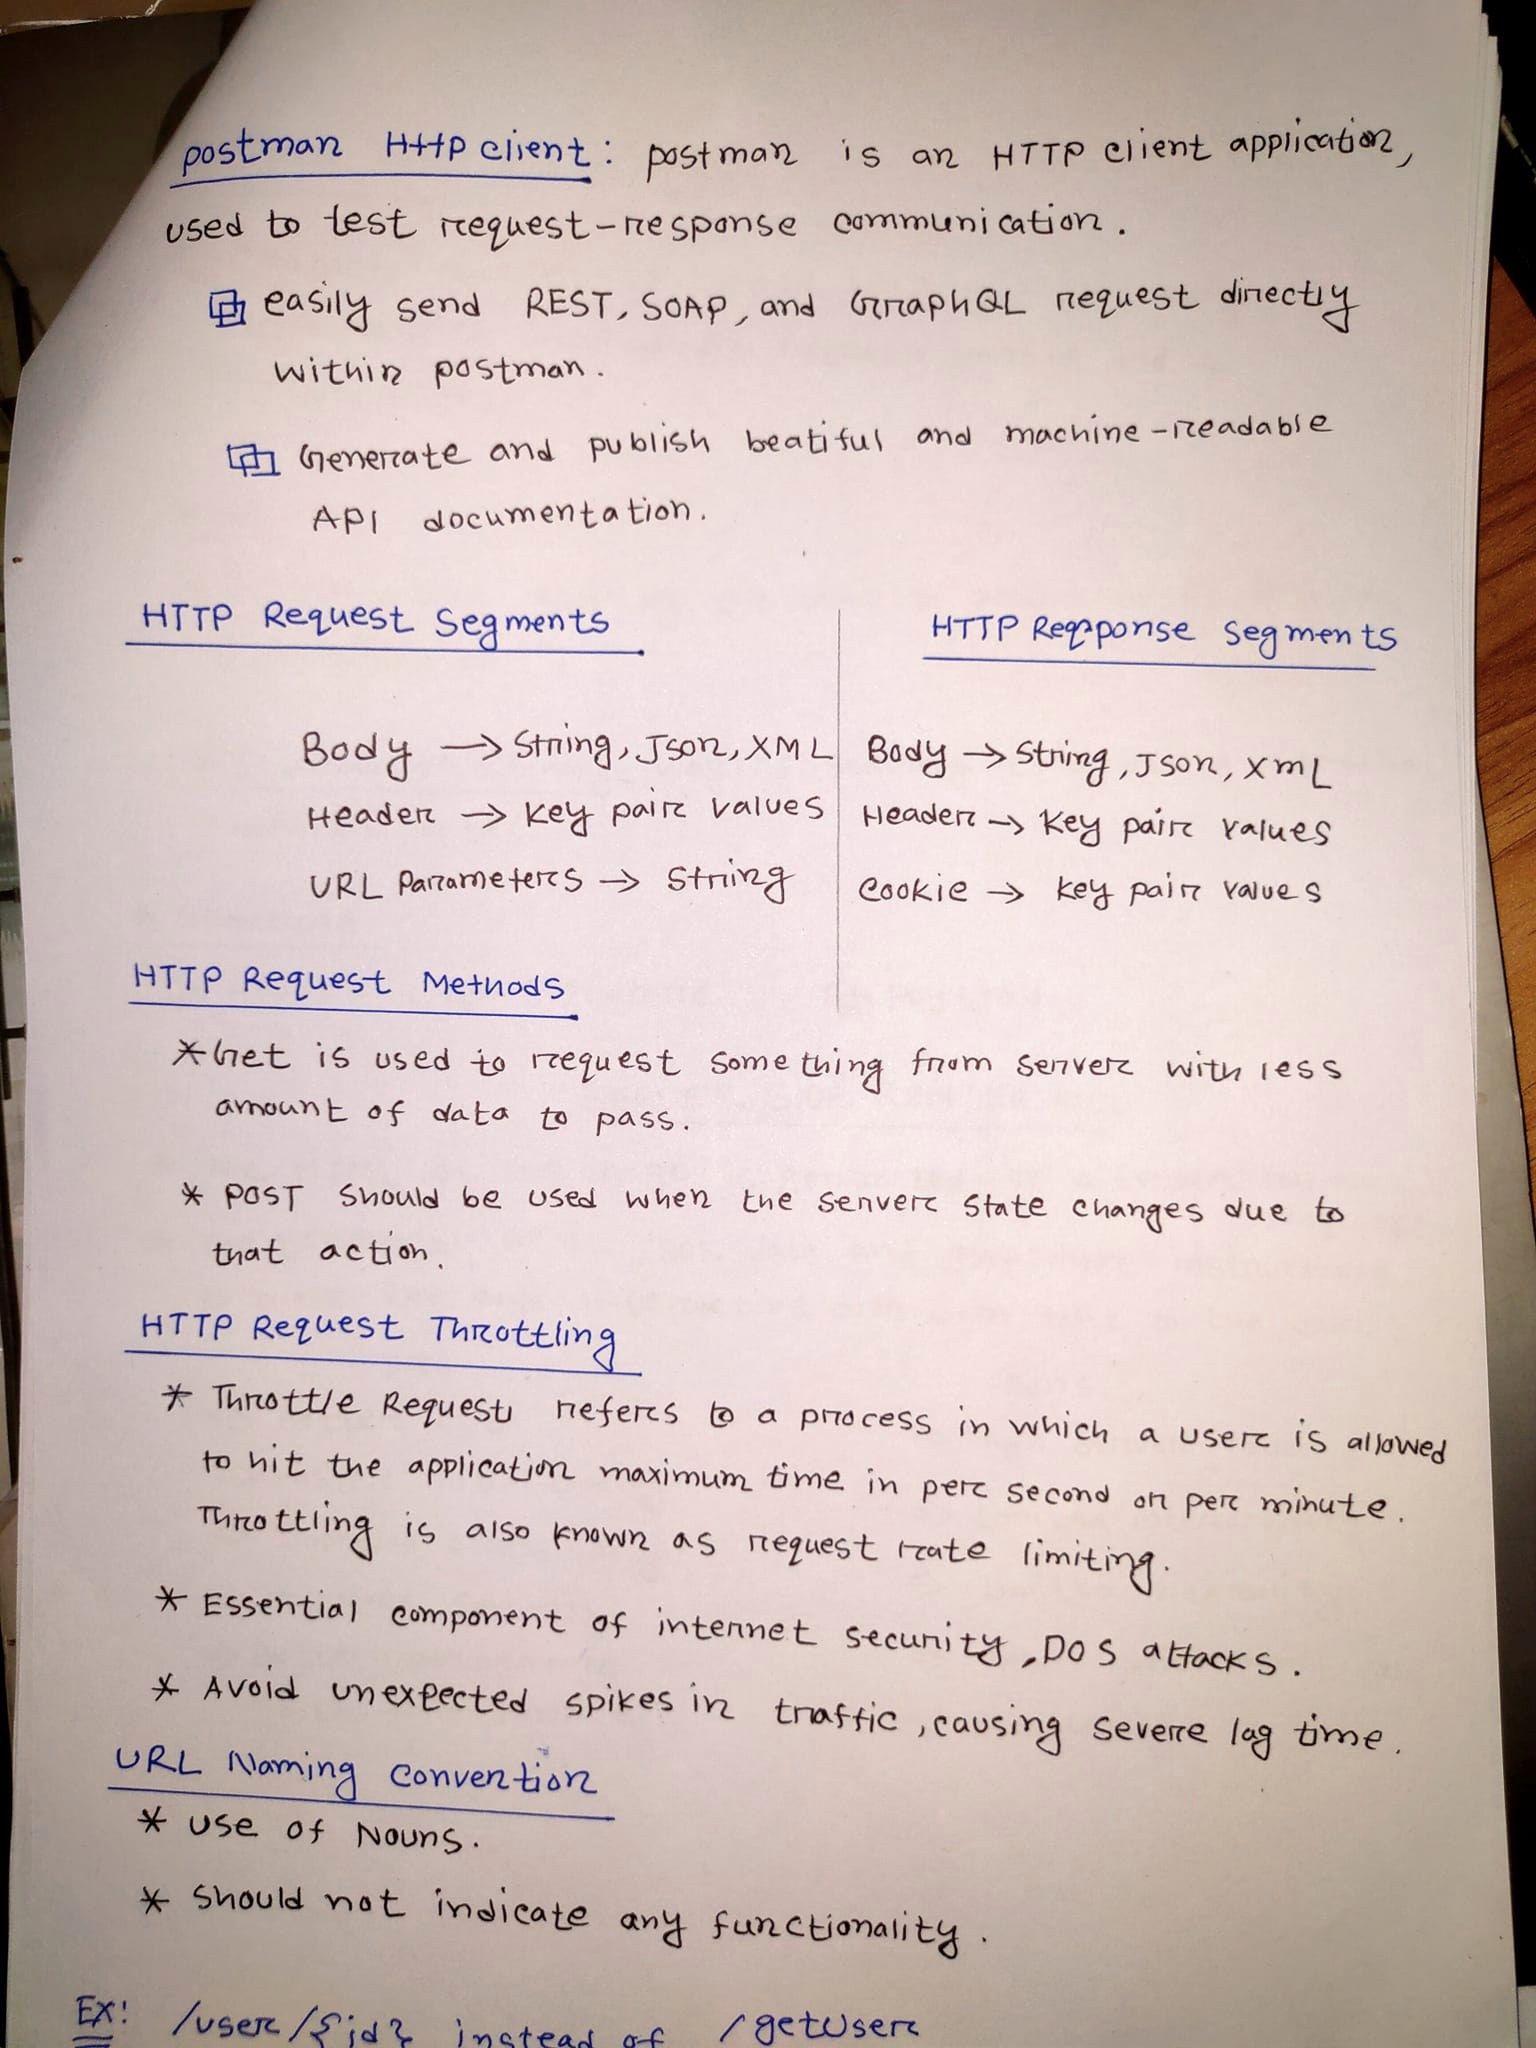 postman Http client: postman is an HTTP client application,
used to test request-response communication.
easily send REST, SOAP, and GraphQL request directly
within postman.
Generate and publish beatiful and machine-readable
API documentation.
HTTP Request Segments
HTTP Response segments
Body → String, Json, XML
Body → String, Json, XML
Header → key pair values
Header → Key pair values
URL Parameters → String
Cookie → key pair values
HTTP Request Methods
* Get is used to request something from server with less
amount of data to pass.
* POST should be used when the server state changes due to
that action.
HTTP Request Throttling
* Throttle Request refers to a process in which a user is allowed
to hit the application maximum time in per second or per minute.
Throttling is also known as request rate limiting.
* Essential component of internet security, DOS attacks.
* Avoid unexpected spikes in traffic, causing severe lag time.
URL Naming convention
* use of Nouns.
* Should not indicate any functionality.
EX: /user/{id} instead of /getUser